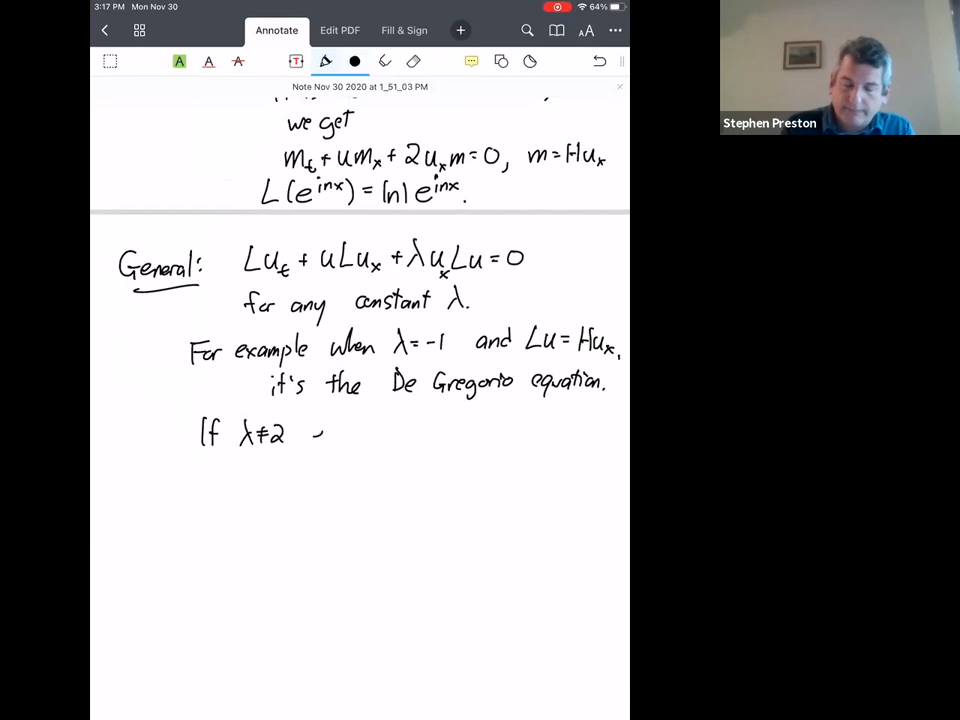 3:17 PM Mon Nov 30
64%
Annotate
Edit PDF
Fill & Sign
AA
A A A T
Note Nov 30 2020 at 1_51_03 PM
we get
m_t + um_x + 2u_x m = 0, m = Hu_x
L(e^{inx}) = |n| e^{inx}.
General: Lu_t + uLu_x + λu_x Lu = 0
for any constant λ.
For example when λ = -1 and Lu = Hu_x,
it's the De Gregorio equation.
If λ ≠ 2
Stephen Preston